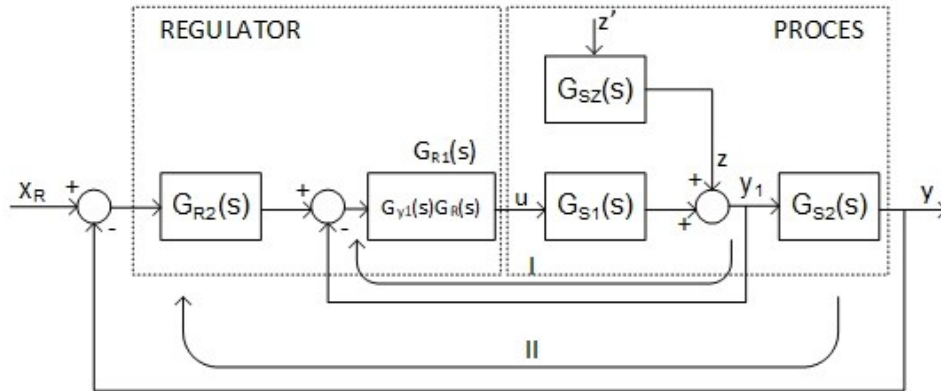 REGULATOR
PROCES
z'
G_SZ(s)
G_R1(s)
z
X_R
+
-
G_R2(s)
+
-
G_y1(s)G_R(s)
u
G_S1(s)
+
+
y_1
G_S2(s)
y
I
II